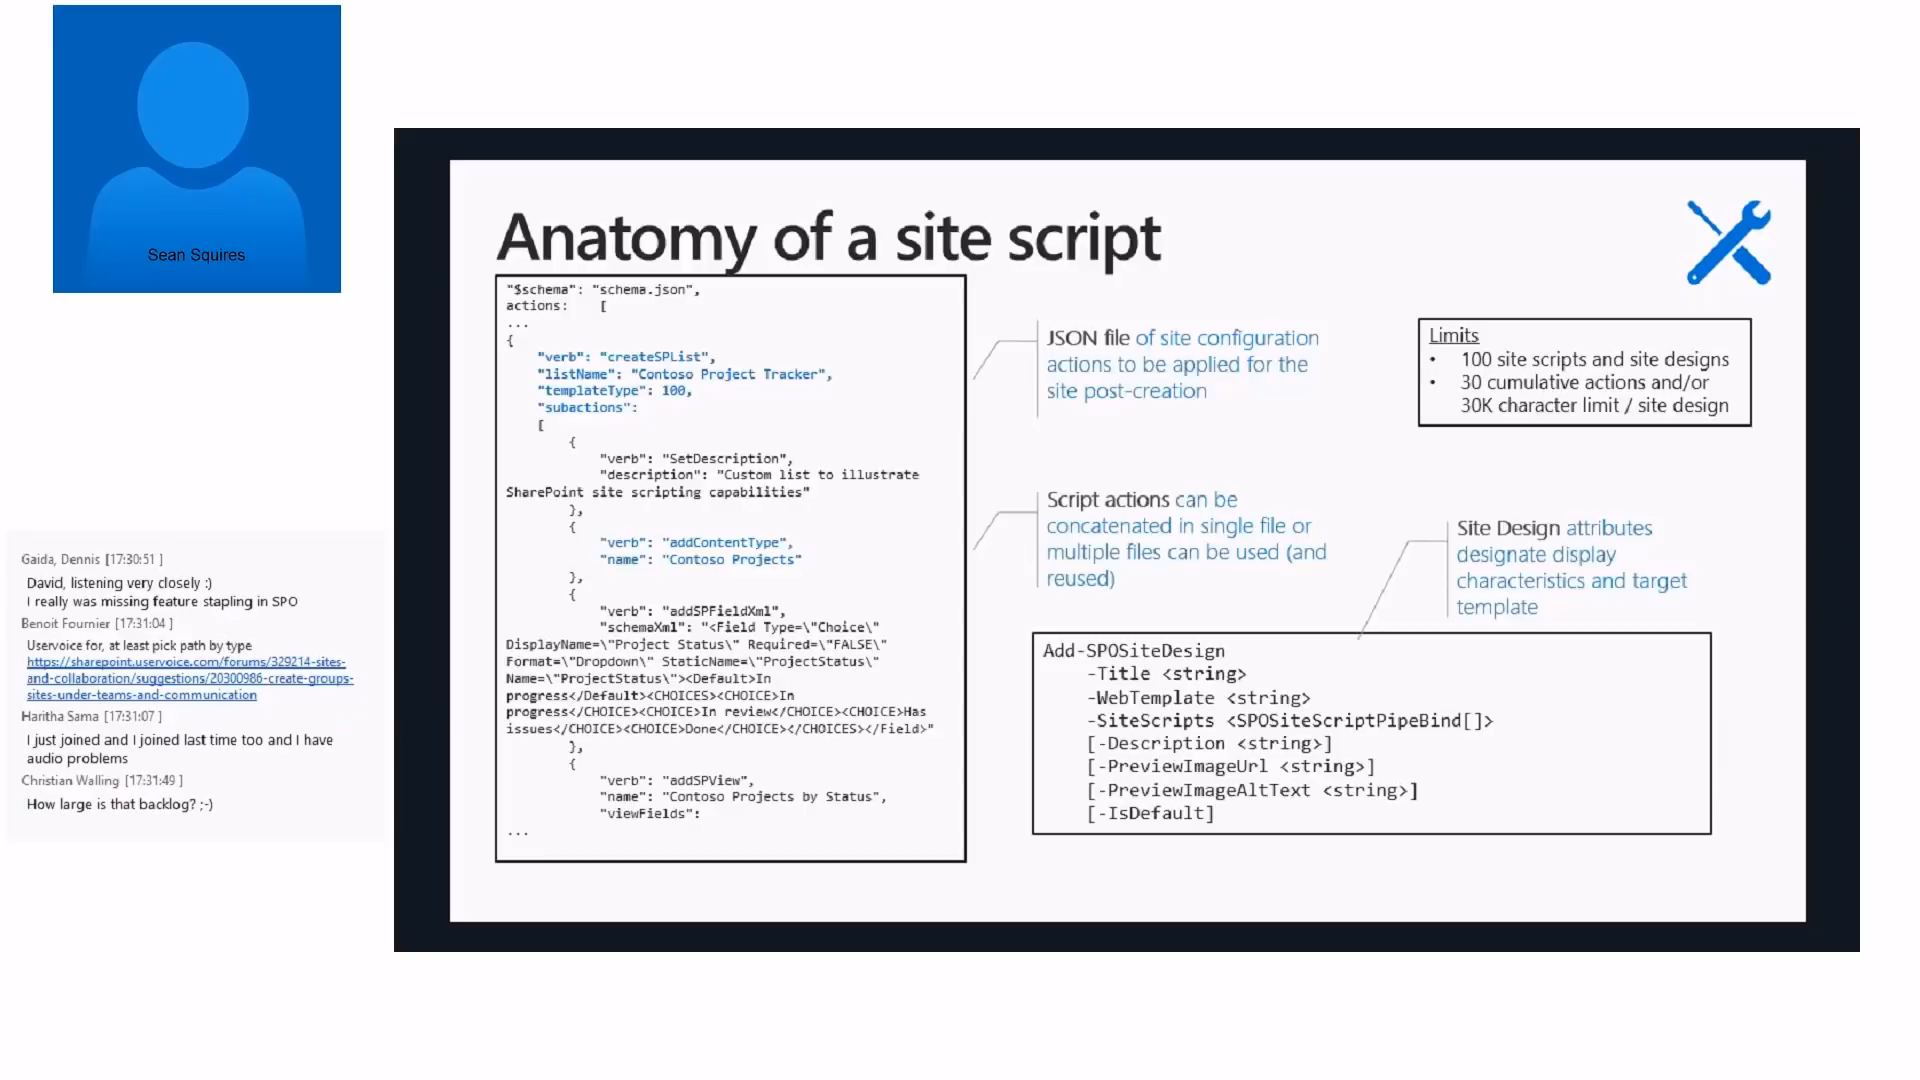 Sean Squires
Gaida, Dennis [17:30:51 ]
David, listening very closely :)
I really was missing feature stapling in SPO
Benoit Fournier [17:31:04 ]
Uservoice for, at least pick path by type
https://sharepoint.uservoice.com/forums/329214-sites-
and-collaboration/suggestions/20300986-create-groups-
sites-under-teams-and-communication
Haritha Sama [17:31:07 ]
I just joined and I joined last time too and I have
audio problems
Christian Walling [17:31:49 ]
How large is that backlog? ;-)
Anatomy of a site script
"$schema": "schema.json",
actions: [
...
{
"verb": "createSPList",
"listName": "Contoso Project Tracker",
"templateType": 100,
"subactions":
[
{
"verb": "SetDescription",
"description": "Custom list to illustrate
SharePoint site scripting capabilities"
},
{
"verb": "addContentType",
"name": "Contoso Projects"
},
{
"verb": "addSPFieldXml",
"schemaXml": "<Field Type=\"Choice\"
DisplayName=\"Project Status\" Required=\"FALSE\"
Format=\"Dropdown\" StaticName=\"ProjectStatus\"
Name=\"ProjectStatus\"><Default>In
progress</Default><CHOICES><CHOICE>In
progress</CHOICE><CHOICE>In review</CHOICE><CHOICE>Has
issues</CHOICE><CHOICE>Done</CHOICE></CHOICES></Field>"
},
{
"verb": "addSPView",
"name": "Contoso Projects by Status",
"viewFields":
...
JSON file of site configuration
actions to be applied for the
site post-creation
Limits
• 100 site scripts and site designs
• 30 cumulative actions and/or
30K character limit / site design
Script actions can be
concatenated in single file or
multiple files can be used (and
reused)
Site Design attributes
designate display
characteristics and target
template
Add-SPOSiteDesign
-Title <string>
-WebTemplate <string>
-SiteScripts <SPOSiteScriptPipeBind[]>
[-Description <string>]
[-PreviewImageUrl <string>]
[-PreviewImageAltText <string>]
[-IsDefault]